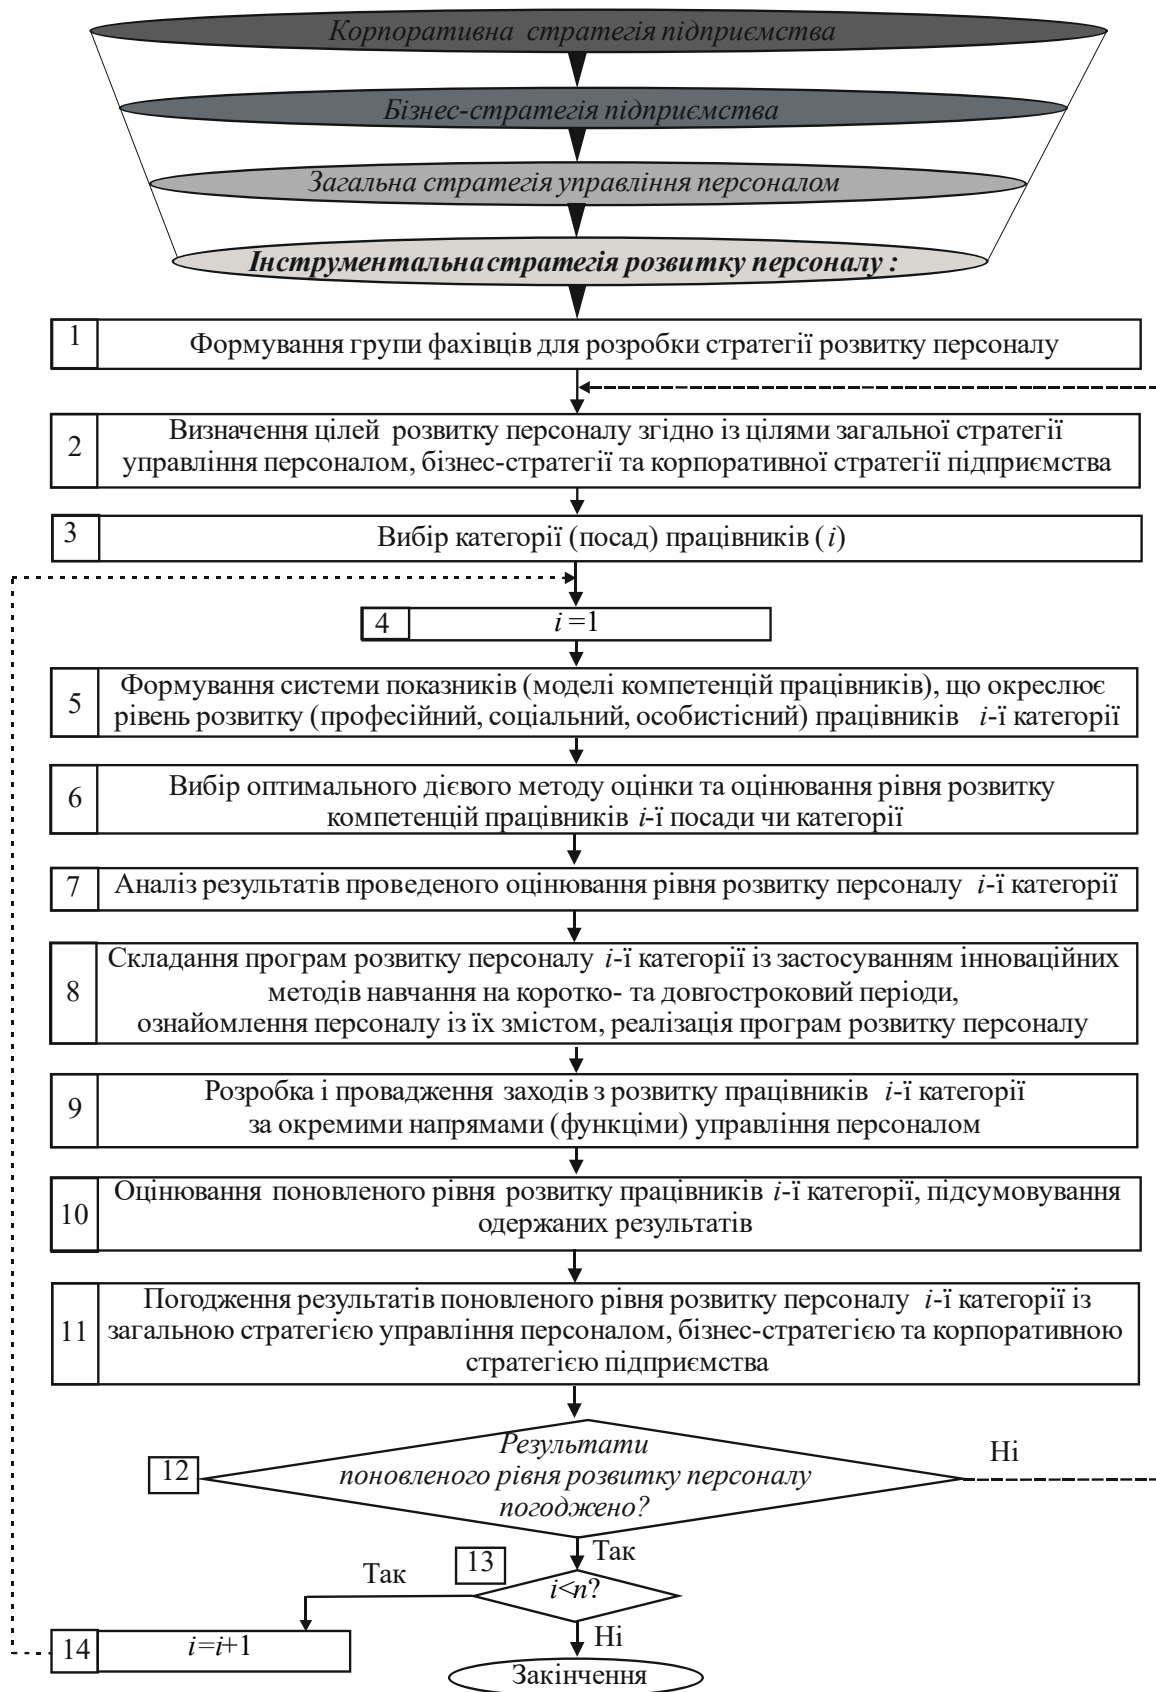 Корпоративна стратегія підприємства
Бізнес-стратегія підприємства
Загальна стратегія управління персоналом
Інструментальна стратегія розвитку персоналу :
1
Формування групи фахівців для розробки стратегії розвитку персоналу
2
Визначення цілей розвитку персоналу згідно із цілями загальної стратегії
управління персоналом, бізнес-стратегії та корпоративної стратегії підприємства
3
Вибір категорії (посад) працівників (i)
4
i =1
5
Формування системи показників (моделі компетенцій працівників), що окреслює
рівень розвитку (професійний, соціальний, особистісний) працівників i-ї категорії
6
Вибір оптимального дієвого методу оцінки та оцінювання рівня розвитку
компетенцій працівників i-ї посади чи категорії
7
Аналіз результатів проведеного оцінювання рівня розвитку персоналу i-ї категорії
8
Складання програм розвитку персоналу i-ї категорії із застосуванням інноваційних
методів навчання на коротко- та довгостроковий періоди,
ознайомлення персоналу із їх змістом, реалізація програм розвитку персоналу
9
Розробка і провадження заходів з розвитку працівників i-ї категорії
за окремими напрямами (функціми) управління персоналом
10
Оцінювання поновленого рівня розвитку працівників i-ї категорії, підсумовування
одержаних результатів
11
Погодження результатів поновленого рівня розвитку персоналу i-ї категорії із
загальною стратегією управління персоналом, бізнес-стратегією та корпоративною
стратегією підприємства
12
Результати
поновленого рівня розвитку персоналу
погоджено?
Ні
Так
13
i<n?
Так
Ні
14
i=i+1
Закінчення